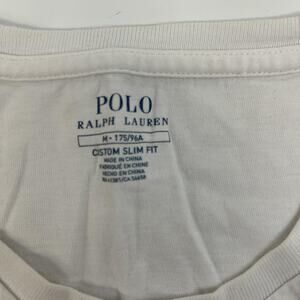 POLO
RALPH LAUREN
M • 175/96A
CUSTOM SLIM FIT
MADE IN CHINA
FABRIQUÉ EN CHINE
HECHO EN CHINA